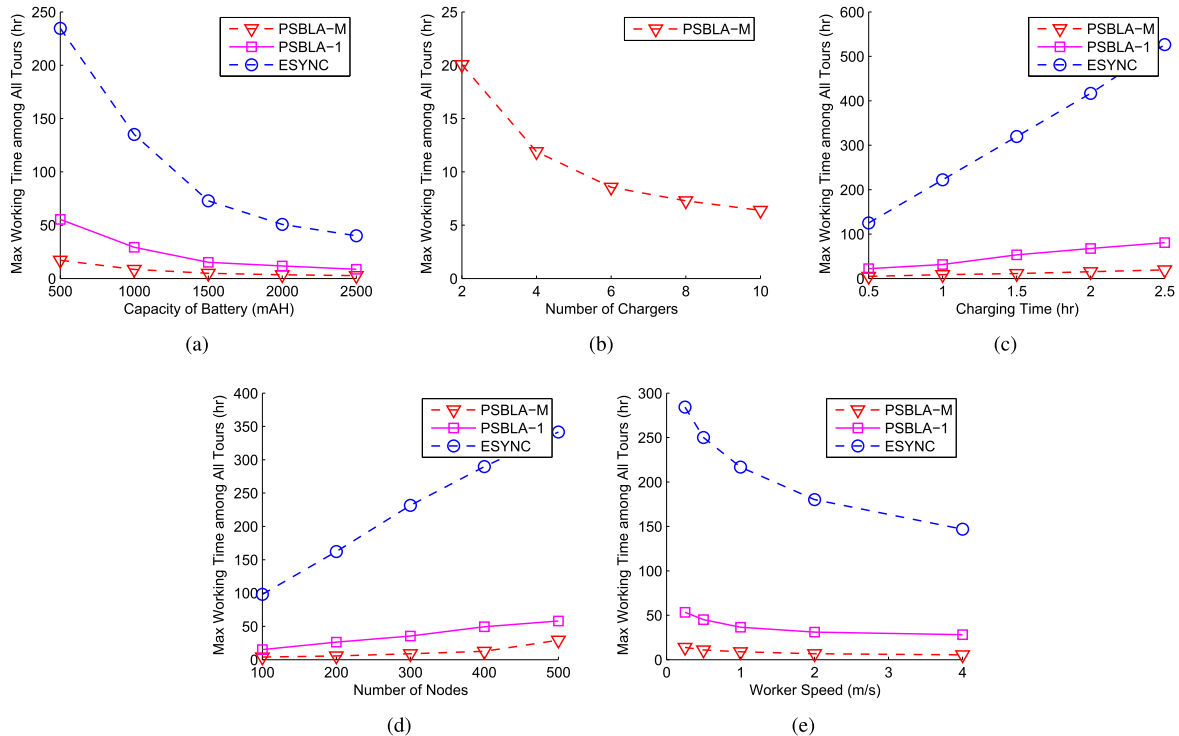 Max Working Time among All Tours (hr)
250
200
150
100
50
0
500
1000
1500
2000
2500
Capacity of Battery (mAH)
PSBLA−M
PSBLA−1
ESYNC
(a)
Max Working Time among All Tours (hr)
25
20
15
10
5
0
2
4
6
8
10
Number of Chargers
PSBLA−M
(b)
Max Working Time among All Tours (hr)
600
500
400
300
200
100
0
0.5
1
1.5
2
2.5
Charging Time (hr)
PSBLA−M
PSBLA−1
ESYNC
(c)
Max Working Time among All Tours (hr)
400
350
300
250
200
150
100
50
0
100
200
300
400
500
Number of Nodes
PSBLA−M
PSBLA−1
ESYNC
(d)
Max Working Time among All Tours (hr)
300
250
200
150
100
50
0
0
1
2
3
4
Worker Speed (m/s)
PSBLA−M
PSBLA−1
ESYNC
(e)